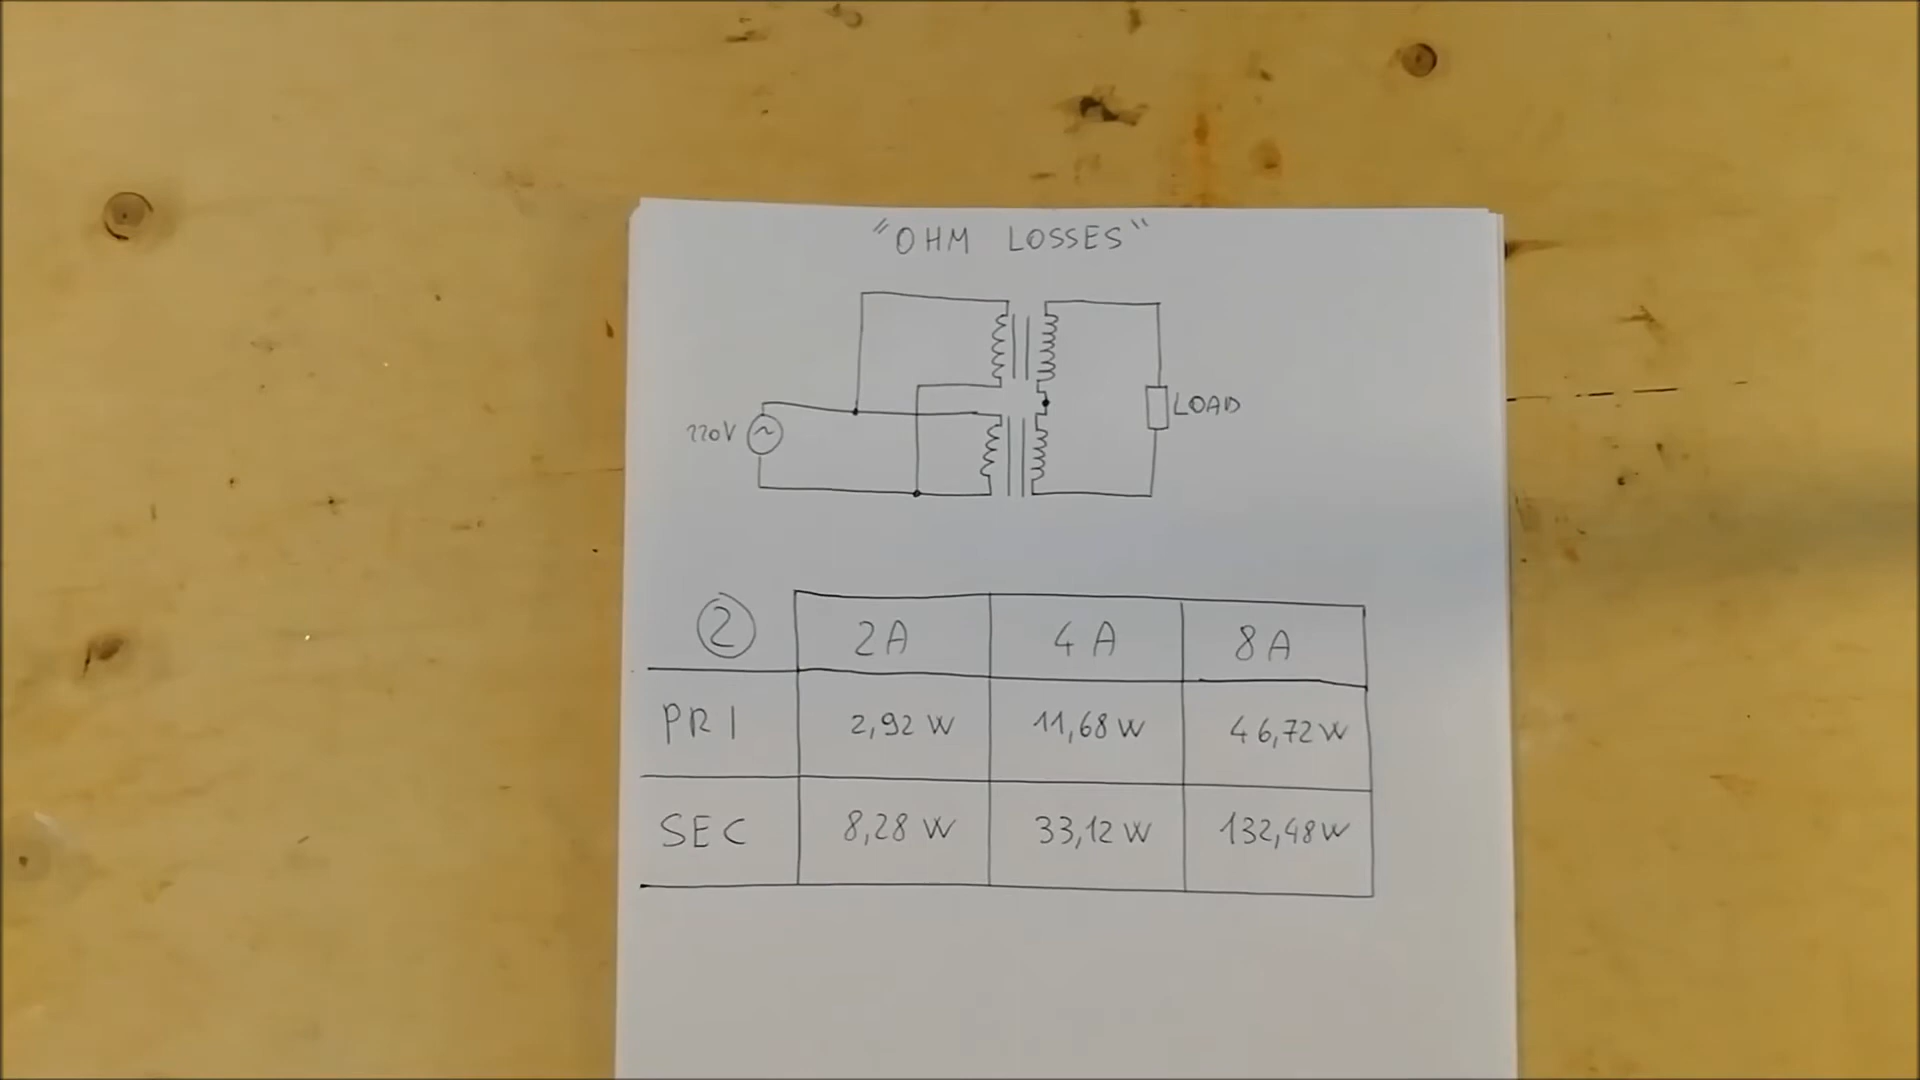 "OHM LOSSES"
220V
~
LOAD
2 2A 4A 8A
PRI 2,92 W 11,68 W 46,72 W
SEC 8,28 W 33,12 W 132,48 W